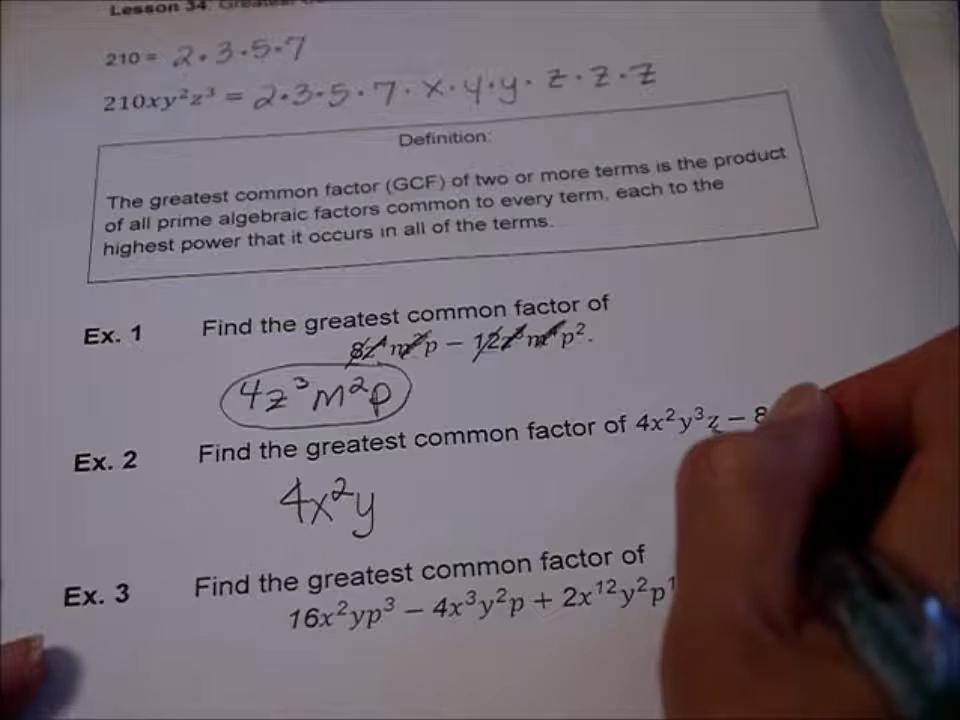 Lesson 34: Greatest
210 = 2·3·5·7
210xy²z³ = 2·3·5·7·x·y·y·z·z·z
Definition:
The greatest common factor (GCF) of two or more terms is the product
of all prime algebraic factors common to every term, each to the
highest power that it occurs in all of the terms.
Ex. 1 Find the greatest common factor of
m²p − 12z³m⁴p².
4z³m²p
Ex. 2 Find the greatest common factor of 4x²y³z − 8
4x²y
Ex. 3 Find the greatest common factor of
16x²yp³ − 4x³y²p + 2x¹²y²p¹